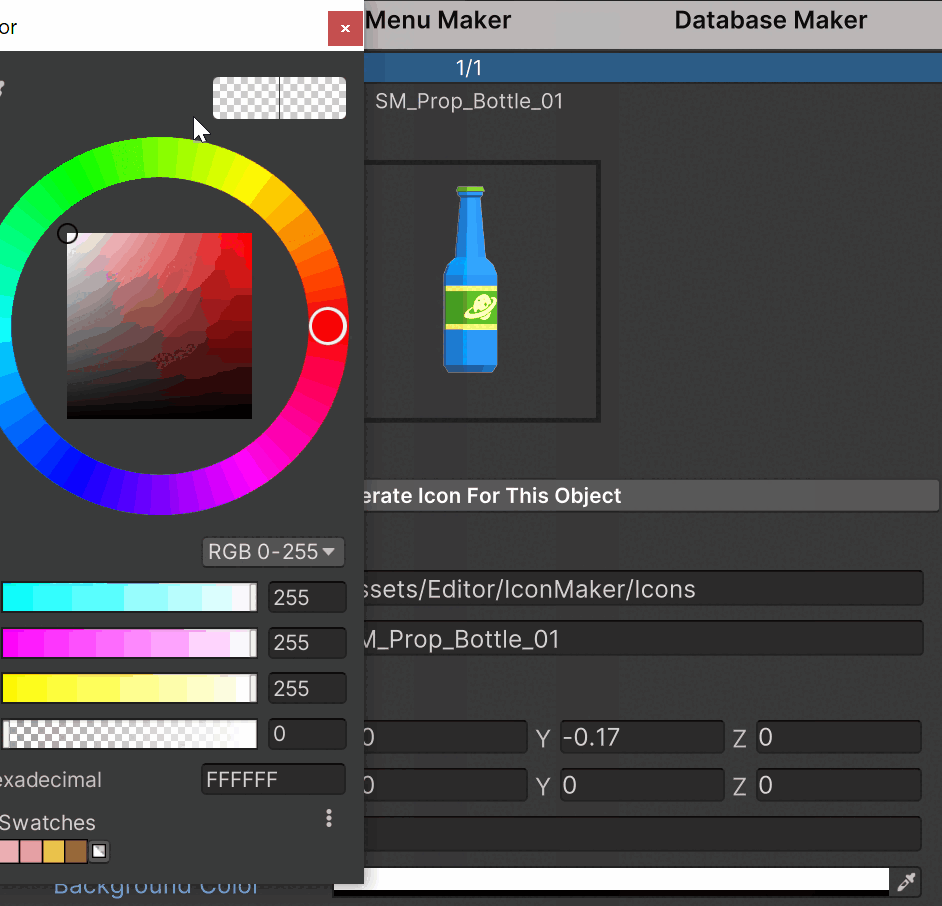 or
Menu Maker
Database Maker
1/1
SM_Prop_Bottle_01
erate Icon For This Object
RGB 0-255
255
ssets/Editor/IconMaker/Icons
255
M_Prop_Bottle_01
255
0
0 Y -0.17 Z 0
exadecimal FFFFFF
0 Y 0 Z 0
Swatches
Background Color